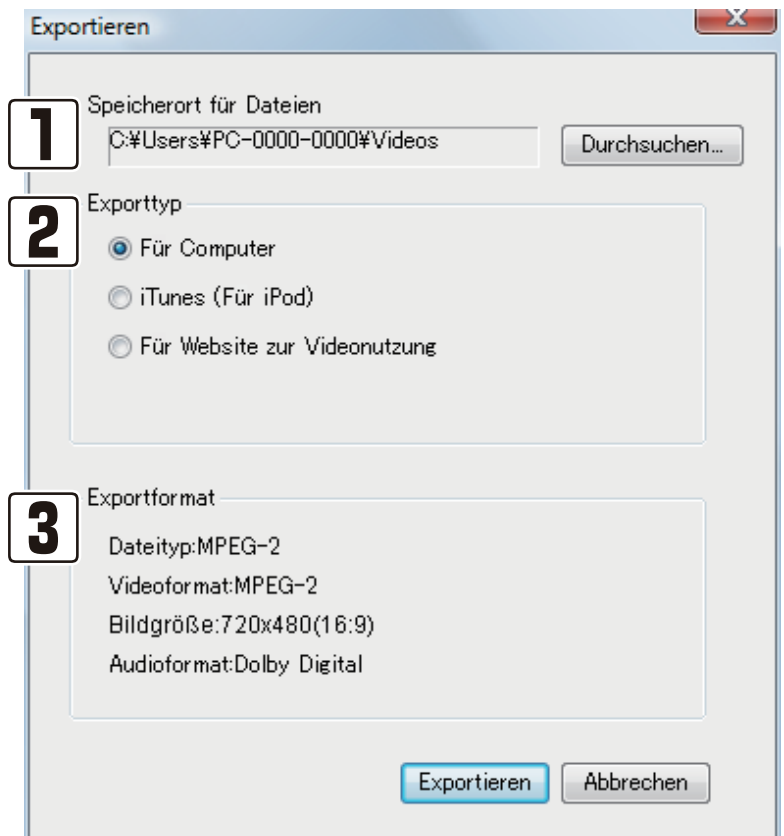 Exportieren
X
1
Speicherort für Dateien
C:¥Users¥PC-0000-0000¥Videos
Durchsuchen...
2
Exporttyp
Für Computer
iTunes (Für iPod)
Für Website zur Videonutzung
3
Exportformat
Dateityp:MPEG-2
Videoformat:MPEG-2
Bildgröße:720x480(16:9)
Audioformat:Dolby Digital
Exportieren
Abbrechen